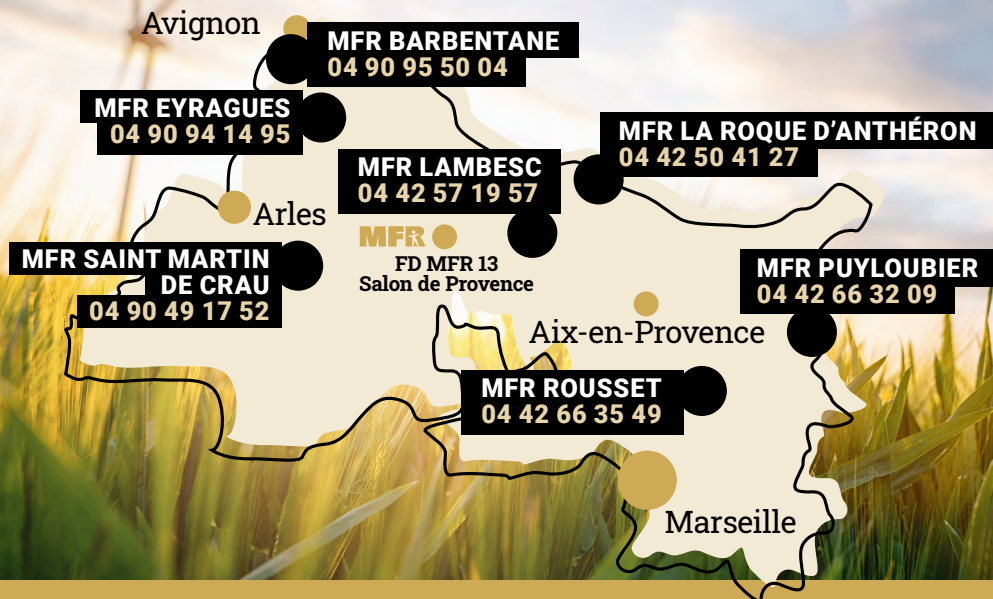 Avignon
MFR BARBENTANE
04 90 95 50 04
MFR EYRAGUES
04 90 94 14 95
MFR LA ROQUE D'ANTHÉRON
04 42 50 41 27
MFR LAMBESC
04 42 57 19 57
Arles
MFR
FD MFR 13
Salon de Provence
MFR SAINT MARTIN
DE CRAU
04 90 49 17 52
MFR PUYLOUBIER
04 42 66 32 09
Aix-en-Provence
MFR ROUSSET
04 42 66 35 49
Marseille